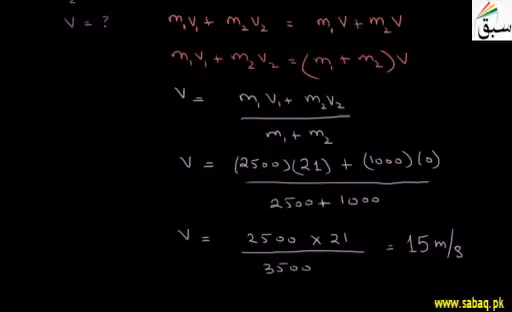 2
V = ?
m₁V₁ + m₂V₂ = m₁V + m₂V
m₁V₁ + m₂V₂ = (m₁ + m₂) V
V = m₁V₁ + m₂V₂
m₁ + m₂
V = (2500)(21) + (1000)(0)
2500 + 1000
V = 2500 × 21 = 15 m/s
3500
سبق
www.sabaq.pk